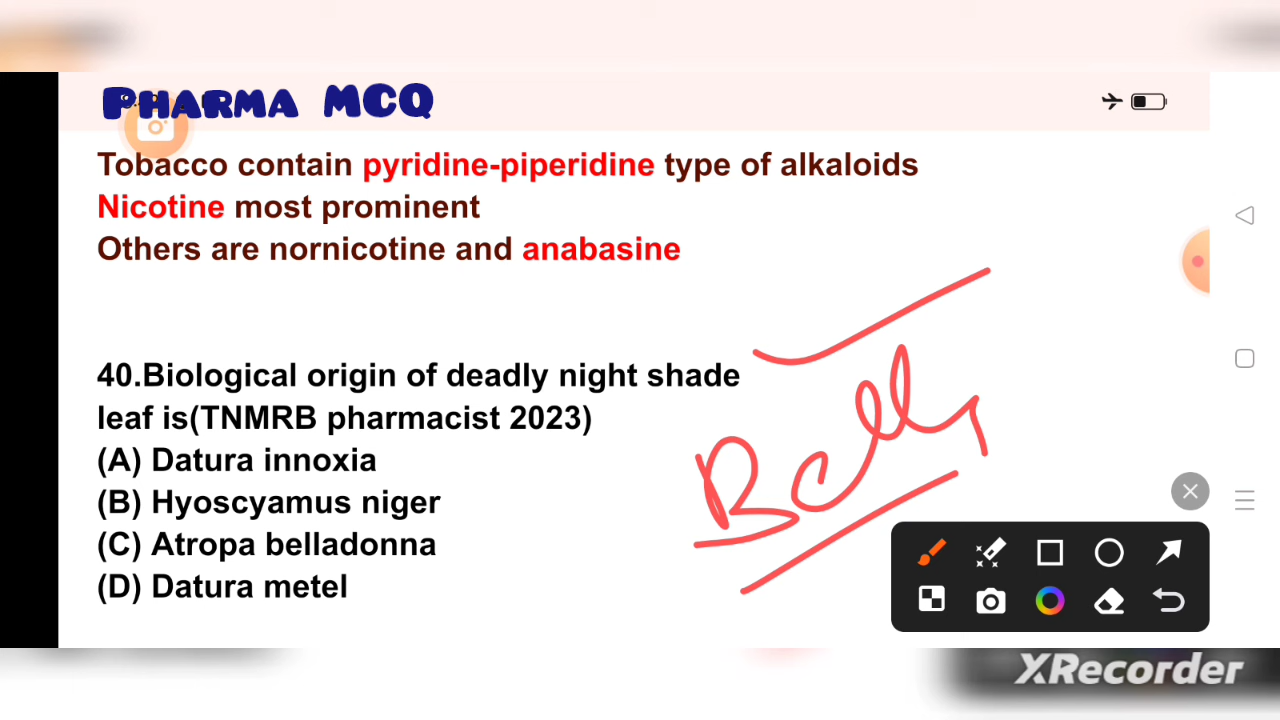 PHARMA MCQ
Tobacco contain pyridine-piperidine type of alkaloids
Nicotine most prominent
Others are nornicotine and anabasine
40.Biological origin of deadly night shade
leaf is(TNMRB pharmacist 2023)
(A) Datura innoxia
(B) Hyoscyamus niger
(C) Atropa belladonna
(D) Datura metel
Bell
XRecorder